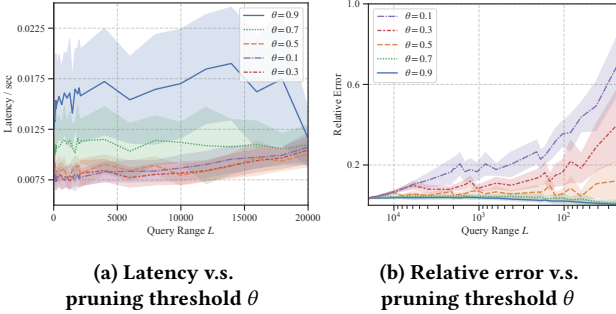 0.0225
0.0175
0.0125
0.0075
Latency / sec
θ=0.9
θ=0.7
θ=0.5
θ=0.1
θ=0.3
0 5000 10000 15000 20000
Query Range L
(a) Latency v.s.
pruning threshold θ
1.0
0.6
0.2
Relative Error
θ=0.1
θ=0.3
θ=0.5
θ=0.7
θ=0.9
10⁴ 10³ 10²
Query Range L
(b) Relative error v.s.
pruning threshold θ